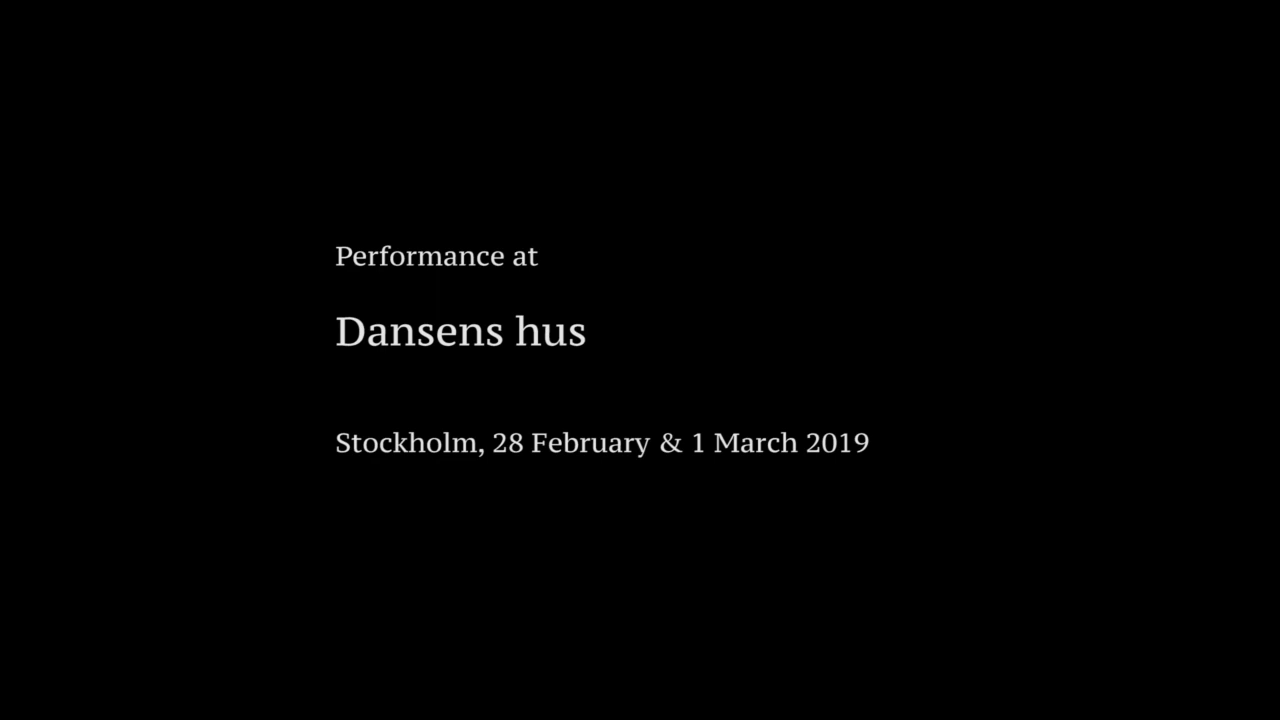 Performance at
Dansens hus
Stockholm, 28 February & 1 March 2019